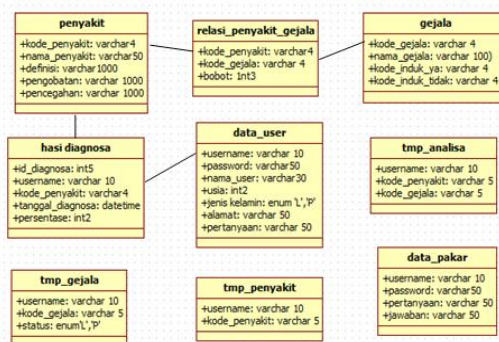 penyakit
+kode_penyakit: varchar4
+nama_penyakit: varchar50
+definisi: varchar1000
+pengobatan: varchar 1000
+pencegahan: varchar 1000
relasi_penyakit_gejala
+kode_penyakit: varchar4
+kode_gejala: varchar 4
+bobot: 1nt3
gejala
+kode_gejala: varchar 4
+nama_gejala: varchar 100)
+kode_induk_ya: varchar 4
+kode_induk_tidak: varchar 4
hasi diagnosa
+id_diagnosa: int5
+username: varchar 10
+kode_penyakit: varchar4
+tanggal_diagnosa: datetime
+persentase: int2
data_user
+username: varchar 10
+password: varchar50
+nama_user: varchar30
+usia: int2
+jenis kelamin: enum 'L','P'
+alamat: varchar 50
+pertanyaan: varchar 50
tmp_analisa
+username: varchar 10
+kode_penyakit: varchar 5
+kode_gejala: varchar 5
tmp_gejala
+username: varchar 10
+kode_gejala: varchar 5
+status: enum'L','P'
tmp_penyakit
+username: varchar 10
+kode_penyakit: varchar 5
data_pakar
+username: varchar 10
+password: varchar50
+pertanyaan: varchar 50
+jawaban: varchar 50